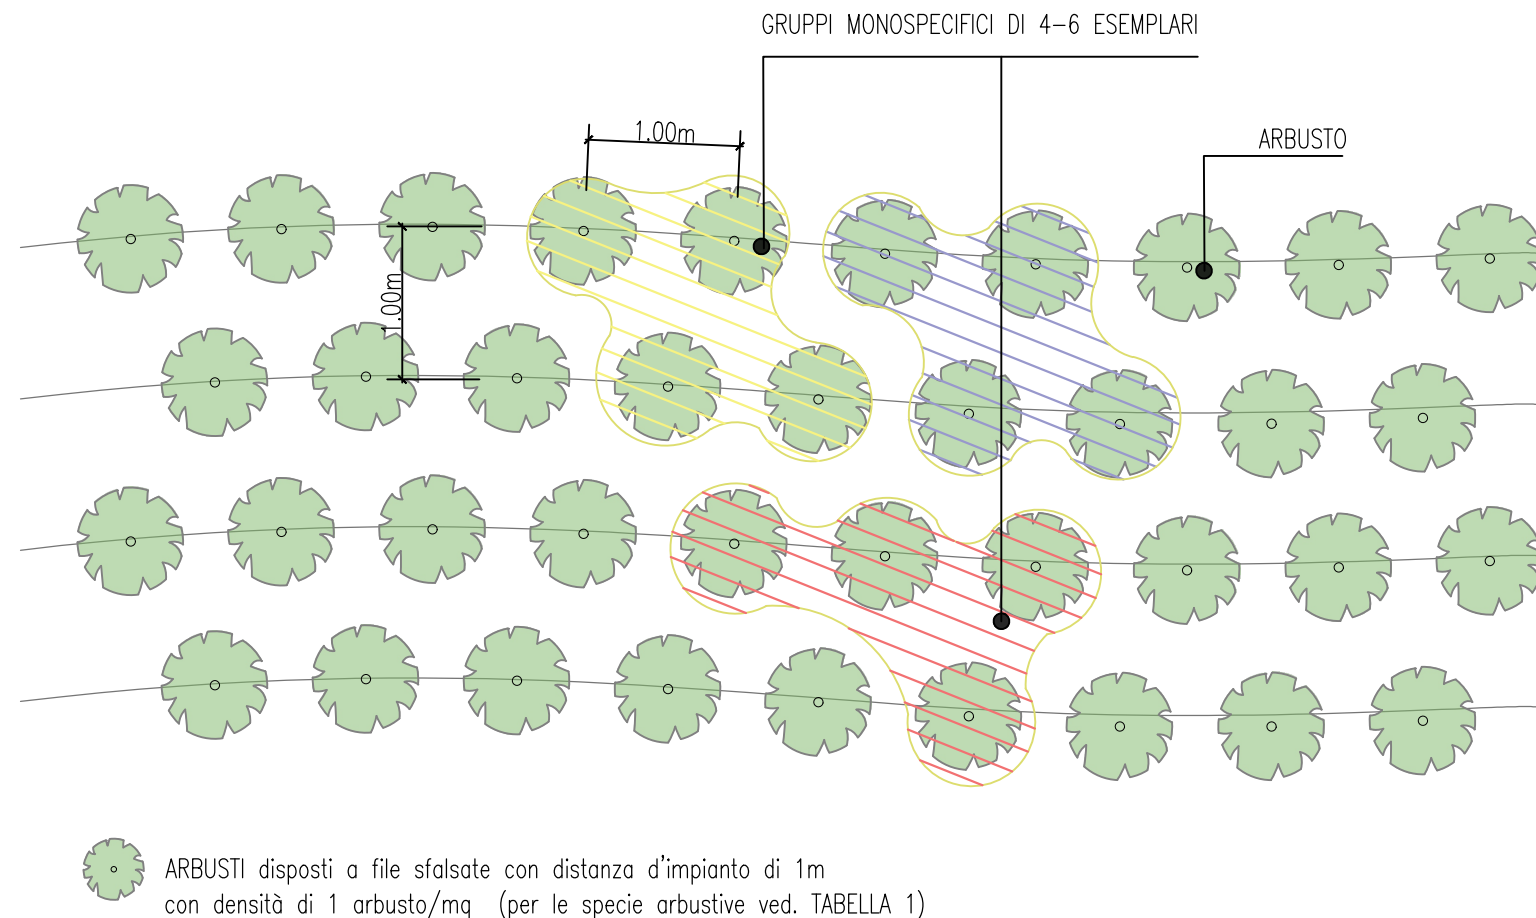 GRUPPI MONOSPECIFICI DI 4-6 ESEMPLARI
1.00m
ARBUSTO
1.00m
ARBUSTI disposti a file sfalsate con distanza d'impianto di 1m
con densità di 1 arbusto/mq (per le specie arbustive ved. TABELLA 1)